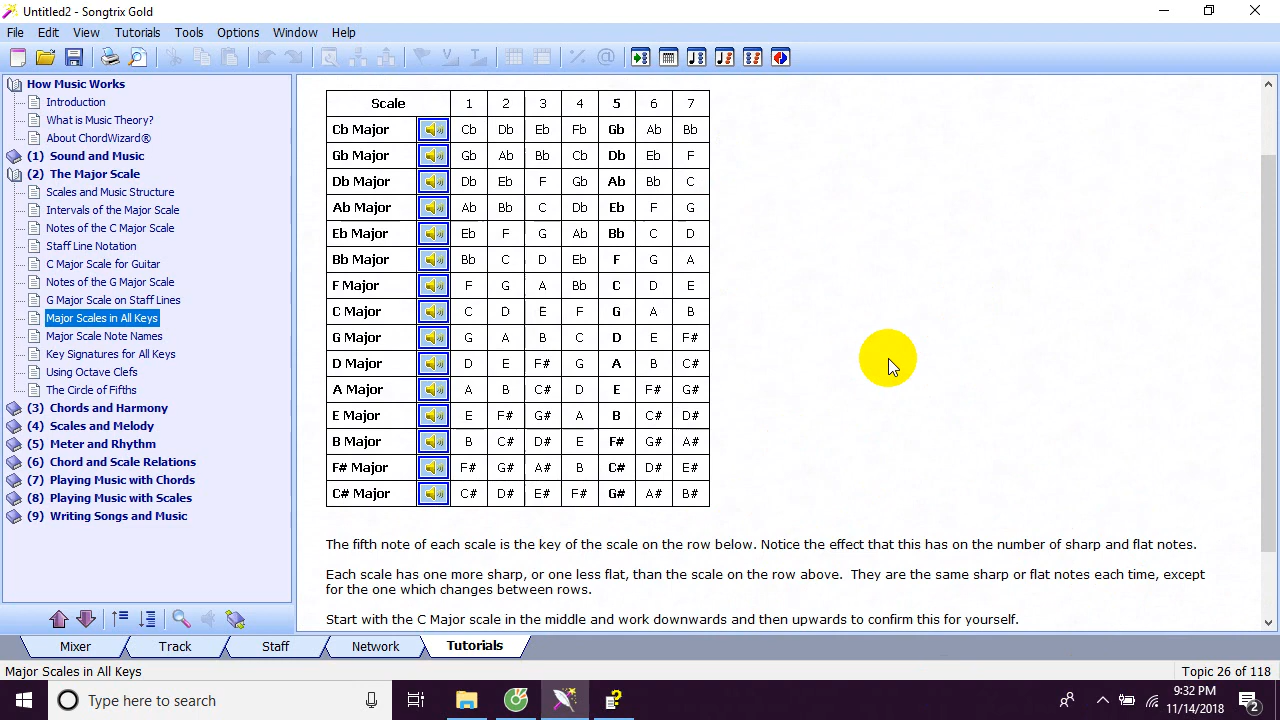 Untitled2 - Songtrix Gold
File Edit View Tutorials Tools Options Window Help
How Music Works
Introduction
What is Music Theory?
About ChordWizard®
(1) Sound and Music
(2) The Major Scale
Scales and Music Structure
Intervals of the Major Scale
Notes of the C Major Scale
Staff Line Notation
C Major Scale for Guitar
Notes of the G Major Scale
G Major Scale on Staff Lines
Major Scales in All Keys
Major Scale Note Names
Key Signatures for All Keys
Using Octave Clefs
The Circle of Fifths
(3) Chords and Harmony
(4) Scales and Melody
(5) Meter and Rhythm
(6) Chord and Scale Relations
(7) Playing Music with Chords
(8) Playing Music with Scales
(9) Writing Songs and Music
Scale 1 2 3 4 5 6 7
Cb Major Cb Db Eb Fb Gb Ab Bb
Gb Major Gb Ab Bb Cb Db Eb F
Db Major Db Eb F Gb Ab Bb C
Ab Major Ab Bb C Db Eb F G
Eb Major Eb F G Ab Bb C D
Bb Major Bb C D Eb F G A
F Major F G A Bb C D E
C Major C D E F G A B
G Major G A B C D E F#
D Major D E F# G A B C#
A Major A B C# D E F# G#
E Major E F# G# A B C# D#
B Major B C# D# E F# G# A#
F# Major F# G# A# B C# D# E#
C# Major C# D# E# F# G# A# B#
The fifth note of each scale is the key of the scale on the row below. Notice the effect that this has on the number of sharp and flat notes.
Each scale has one more sharp, or one less flat, than the scale on the row above. They are the same sharp or flat notes each time, except
for the one which changes between rows.
Start with the C Major scale in the middle and work downwards and then upwards to confirm this for yourself.
Mixer Track Staff Network Tutorials
Major Scales in All Keys Topic 26 of 118
Type here to search
9:32 PM
11/14/2018
2